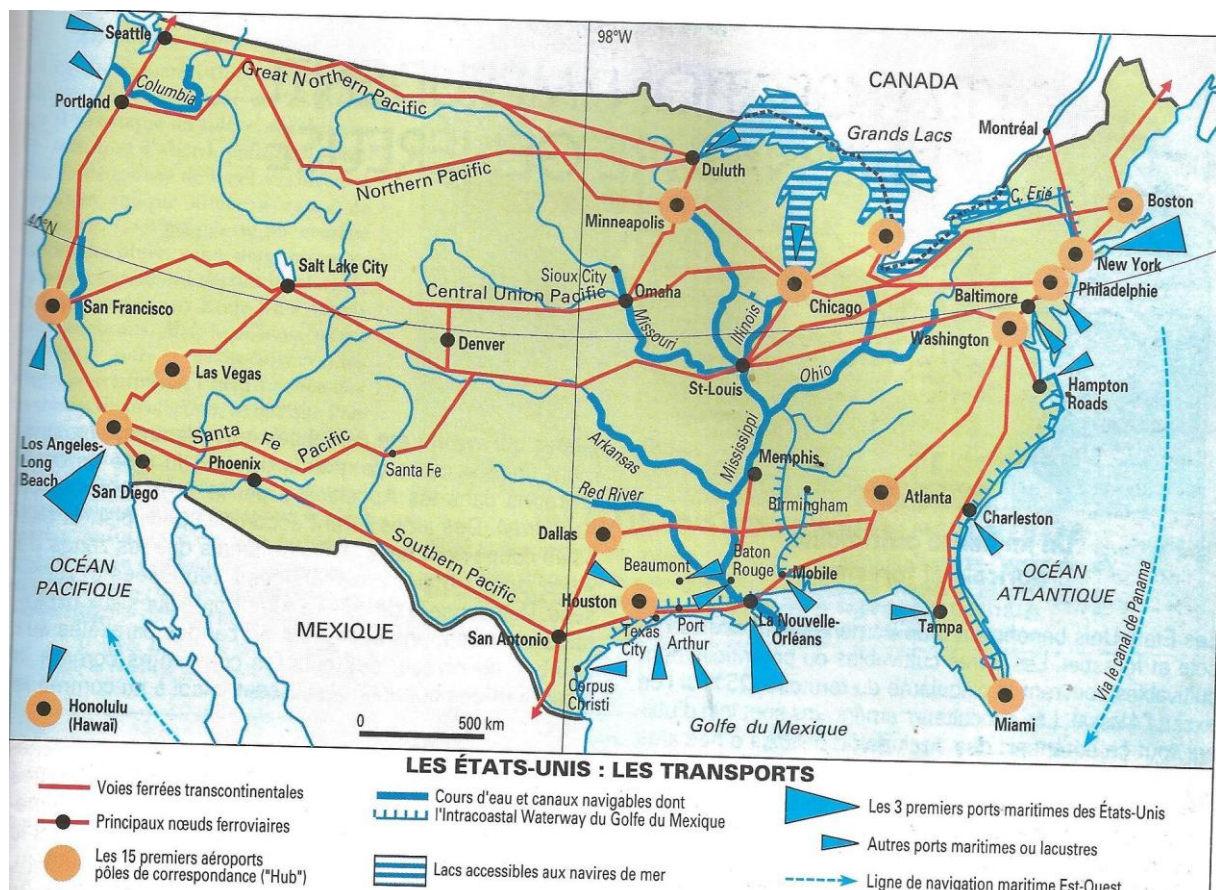 98°W
Seattle
CANADA
Great Northern Pacific
Columbia
Portland
Grands Lacs
Montréal
Duluth
Northern Pacific
C. Erié
Boston
Minneapolis
40°N
New York
Sioux City
Salt Lake City
Central Union Pacific
Omaha
Chicago
Philadelphie
Baltimore
San Francisco
Missouri
Illinois
Washington
Denver
Las Vegas
St-Louis
Ohio
Hampton
Roads
Los Angeles-
Long
Beach
Santa Fe Pacific
Phoenix
Santa Fe
Arkansas
Mississippi
Memphis
San Diego
Red River
Birmingham
Atlanta
Dallas
Charleston
Southern Pacific
Beaumont
Baton
Rouge
Mobile
OCÉAN
PACIFIQUE
OCÉAN
ATLANTIQUE
Via le canal de Panama
Houston
MEXIQUE
San Antonio
Texas
City
Port
Arthur
La Nouvelle-
Orléans
Tampa
Corpus
Christi
Honolulu
(Hawaï)
0 500 km
Golfe du Mexique
Miami
LES ÉTATS-UNIS : LES TRANSPORTS
Voies ferrées transcontinentales
Principaux nœuds ferroviaires
Les 15 premiers aéroports
pôles de correspondance ("Hub")
Cours d'eau et canaux navigables dont
l'Intracoastal Waterway du Golfe du Mexique
Lacs accessibles aux navires de mer
Les 3 premiers ports maritimes des États-Unis
Autres ports maritimes ou lacustres
Ligne de navigation maritime Est-Ouest